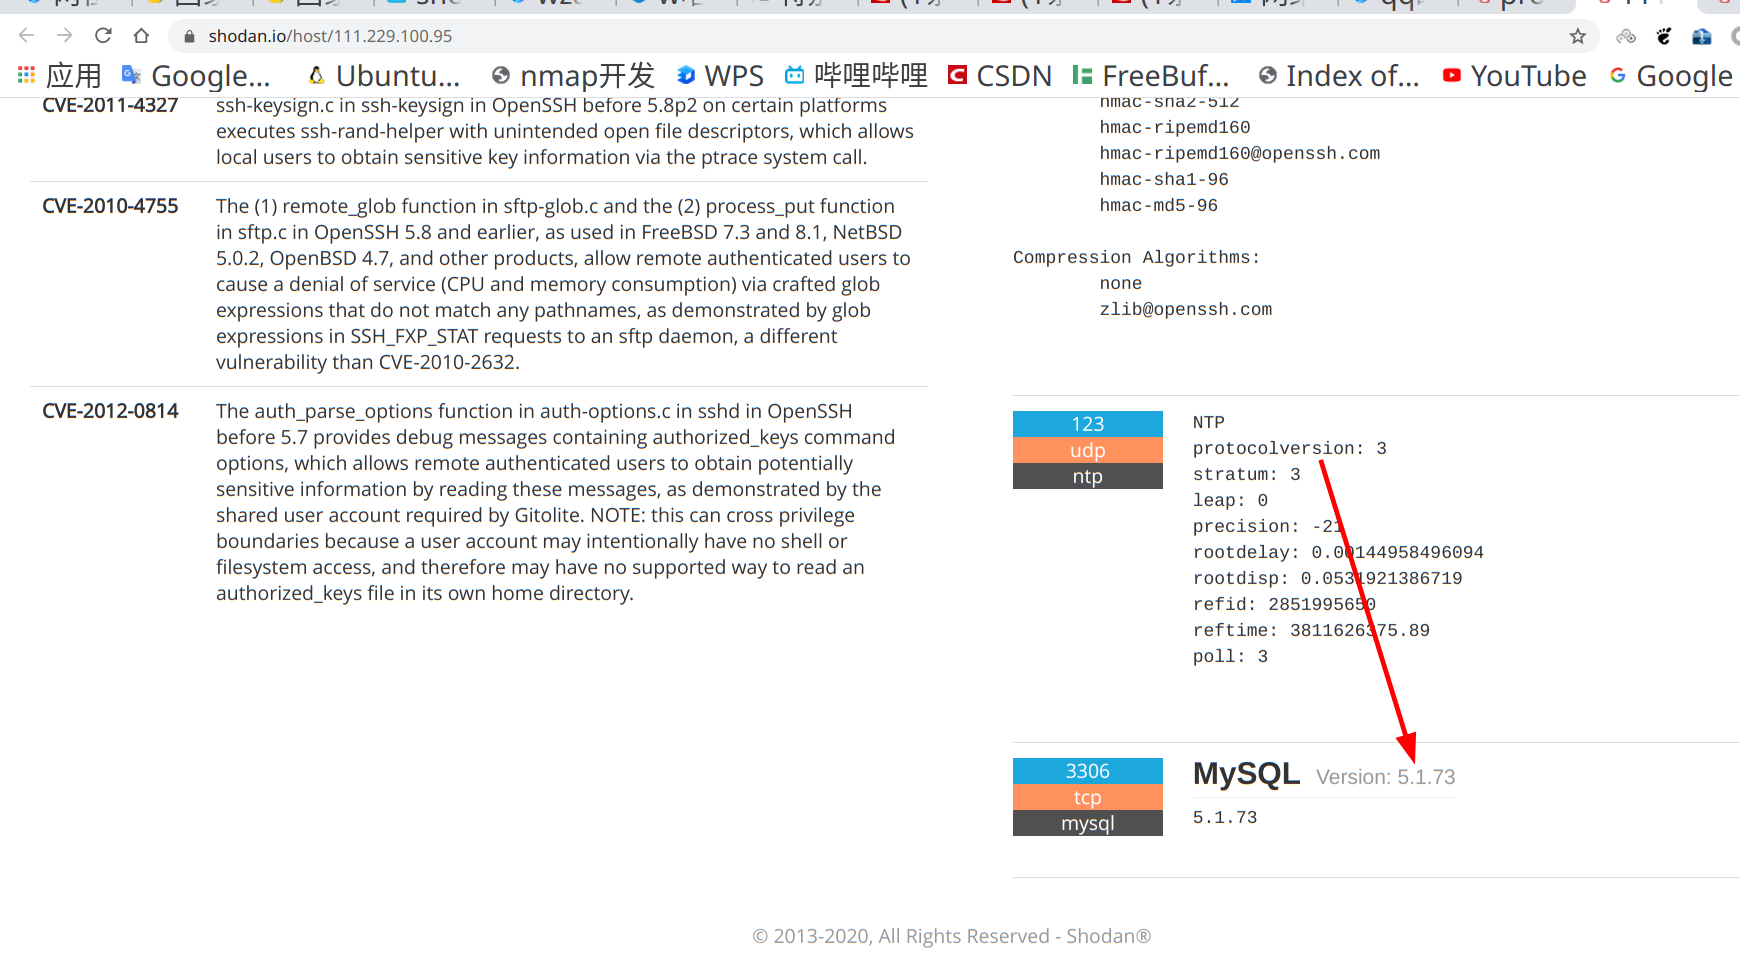 shodan.io/host/111.229.100.95
应用 Google... Ubuntu... nmap开发 WPS 哔哩哔哩 CSDN FreeBuf... Index of... YouTube Google
CVE-2011-4327 ssh-keysign.c in ssh-keysign in OpenSSH before 5.8p2 on certain platforms
executes ssh-rand-helper with unintended open file descriptors, which allows
local users to obtain sensitive key information via the ptrace system call.
CVE-2010-4755 The (1) remote_glob function in sftp-glob.c and the (2) process_put function
in sftp.c in OpenSSH 5.8 and earlier, as used in FreeBSD 7.3 and 8.1, NetBSD
5.0.2, OpenBSD 4.7, and other products, allow remote authenticated users to
cause a denial of service (CPU and memory consumption) via crafted glob
expressions that do not match any pathnames, as demonstrated by glob
expressions in SSH_FXP_STAT requests to an sftp daemon, a different
vulnerability than CVE-2010-2632.
CVE-2012-0814 The auth_parse_options function in auth-options.c in sshd in OpenSSH
before 5.7 provides debug messages containing authorized_keys command
options, which allows remote authenticated users to obtain potentially
sensitive information by reading these messages, as demonstrated by the
shared user account required by Gitolite. NOTE: this can cross privilege
boundaries because a user account may intentionally have no shell or
filesystem access, and therefore may have no supported way to read an
authorized_keys file in its own home directory.
hmac-sha2-512
hmac-ripemd160
hmac-ripemd160@openssh.com
hmac-sha1-96
hmac-md5-96
Compression Algorithms:
none
zlib@openssh.com
123
udp
ntp
NTP
protocolversion: 3
stratum: 3
leap: 0
precision: -21
rootdelay: 0.00144958496094
rootdisp: 0.0531921386719
refid: 2851995650
reftime: 3811626375.89
poll: 3
3306
tcp
mysql
MySQL Version: 5.1.73
5.1.73
© 2013-2020, All Rights Reserved - Shodan®